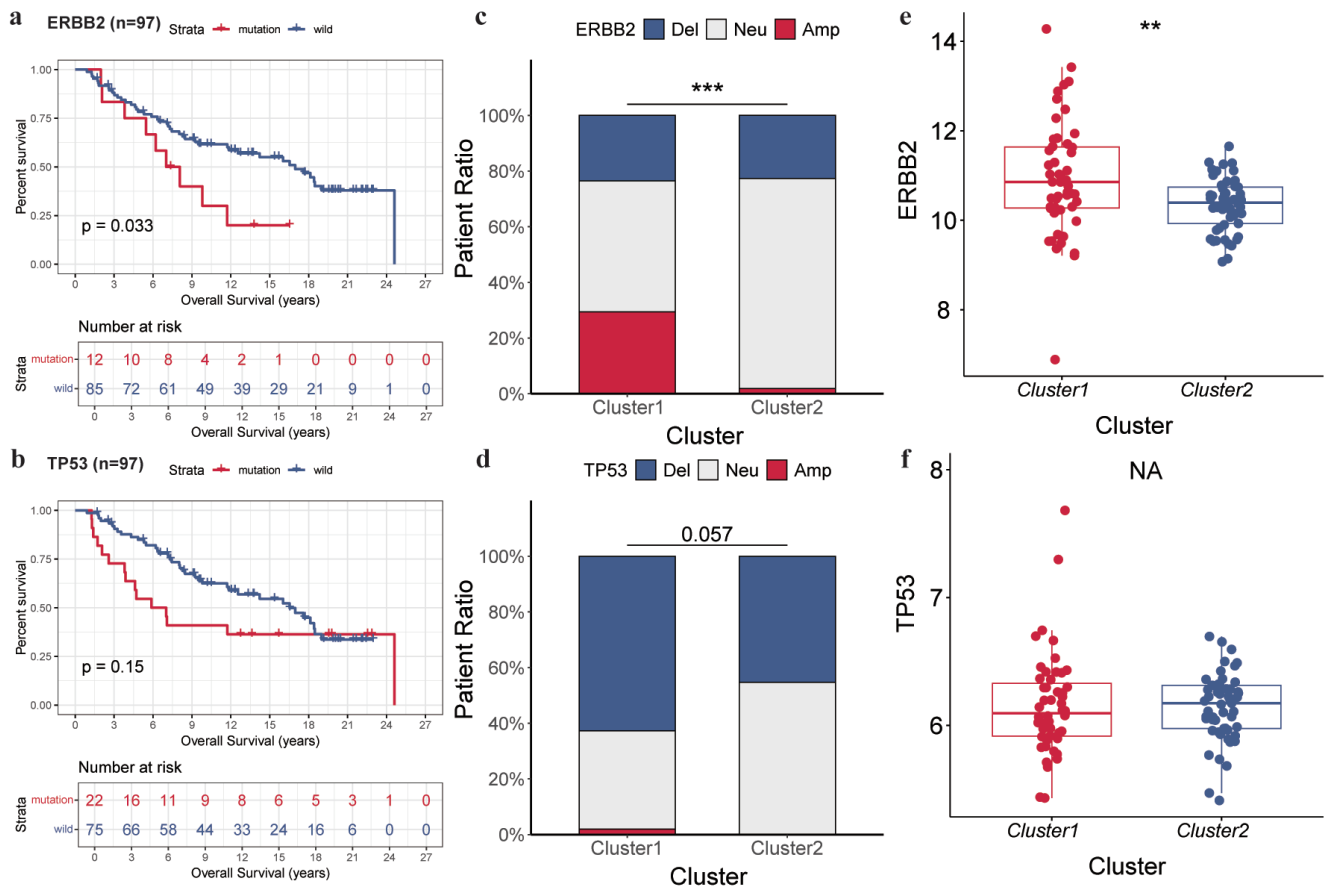 a ERBB2 (n=97) Strata mutation wild
1.00
0.75
0.50
0.25
0.00
Percent survival
p = 0.033
0 3 6 9 12 15 18 21 24 27
Overall Survival (years)
Number at risk
Strata
mutation 12 10 8 4 2 1 0 0 0 0
wild 85 72 61 49 39 29 21 9 1 0
0 3 6 9 12 15 18 21 24 27
Overall Survival (years)
b TP53 (n=97) Strata mutation wild
1.00
0.75
0.50
0.25
0.00
Percent survival
p = 0.15
0 3 6 9 12 15 18 21 24 27
Overall Survival (years)
Number at risk
Strata
mutation 22 16 11 9 8 6 5 3 1 0
wild 75 66 58 44 33 24 16 6 0 0
0 3 6 9 12 15 18 21 24 27
Overall Survival (years)
c ERBB2 Del Neu Amp
***
100%
80%
60%
40%
20%
0%
Patient Ratio
Cluster1 Cluster2
Cluster
d TP53 Del Neu Amp
0.057
100%
80%
60%
40%
20%
0%
Patient Ratio
Cluster1 Cluster2
Cluster
e
**
14
12
10
8
ERBB2
Cluster1 Cluster2
Cluster
f
NA
8
7
6
TP53
Cluster1 Cluster2
Cluster